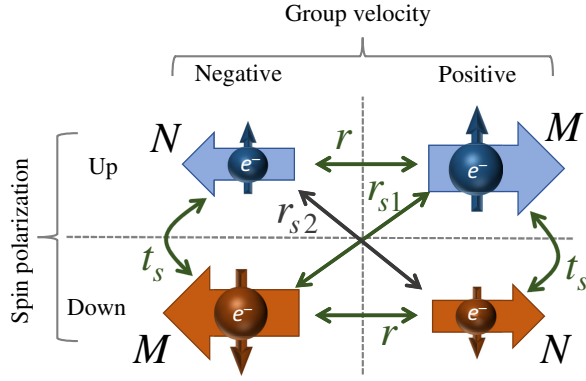 Group velocity
Negative
Positive
Spin polarization
Up
Down
N
e⁻
r
e⁻
M
r_{s1}
r_{s2}
t_s
t_s
M
e⁻
r
e⁻
N